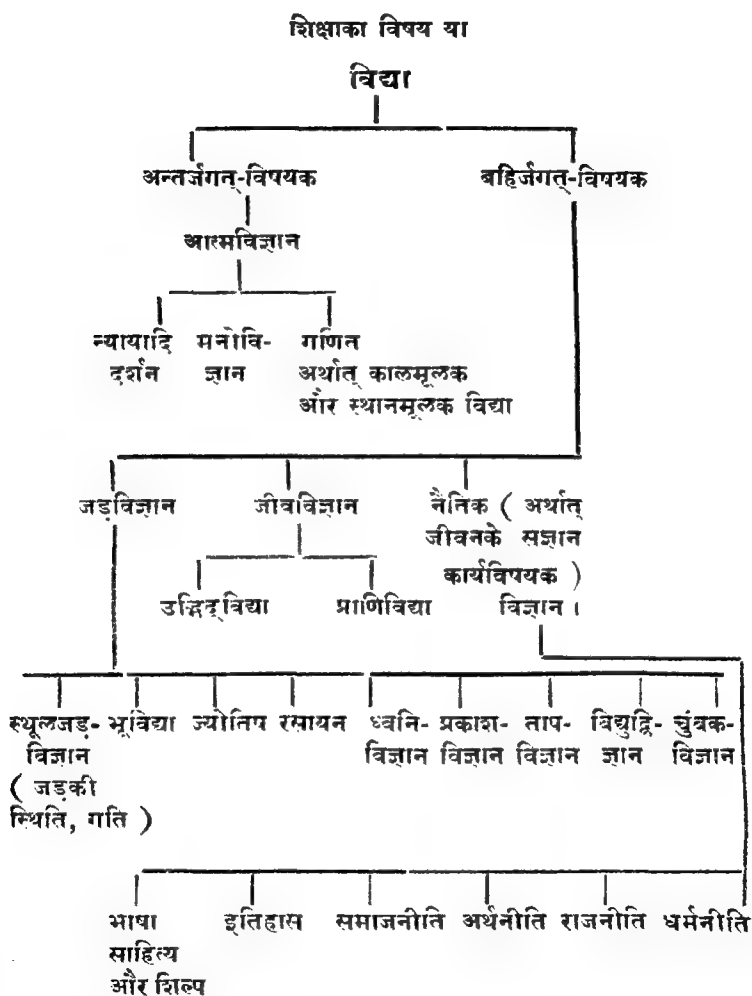 शिक्षाका विषय या
विद्या
अन्तर्जगत्-विषयक बहिर्जगत्-विषयक
आत्मविज्ञान
न्यायादि मनोवि- गणित
दर्शन ज्ञान अर्थात् कालमूलक
और स्थानमूलक विद्या
जड़विज्ञान जीवविज्ञान नैतिक ( अर्थात्
जीवनके सज्ञान
कार्यविषयक )
उद्भिद्विद्या प्राणिविद्या विज्ञान ।
स्थूलजड़- भूविद्या ज्योतिष रसायन ध्वनि- प्रकाश- ताप- विद्युद्वि- चुंबक-
विज्ञान विज्ञान विज्ञान विज्ञान ज्ञान विज्ञान
( जड़की
स्थिति, गति )
भाषा इतिहास समाजनीति अर्थनीति राजनीति धर्मनीति
साहित्य
और शिल्प